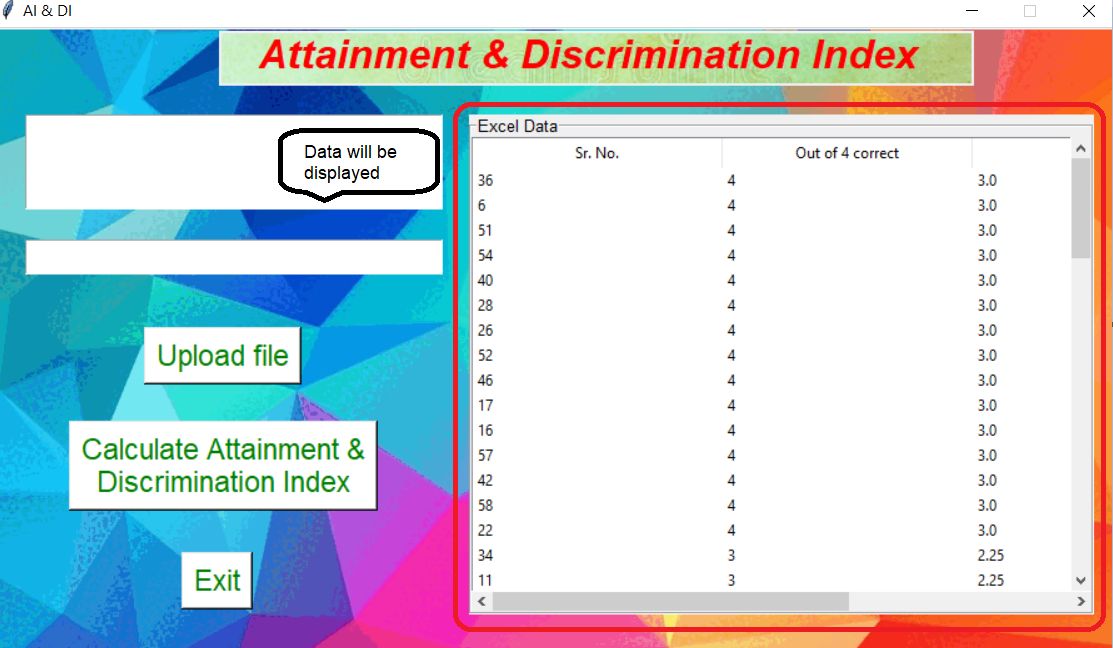 AI & DI
Attainment & Discrimination Index
Data will be
displayed
Upload file
Calculate Attainment &
Discrimination Index
Exit
Excel Data
Sr. No. Out of 4 correct
36 4 3.0
6 4 3.0
51 4 3.0
54 4 3.0
40 4 3.0
28 4 3.0
26 4 3.0
52 4 3.0
46 4 3.0
17 4 3.0
16 4 3.0
57 4 3.0
42 4 3.0
58 4 3.0
22 4 3.0
34 3 2.25
11 3 2.25